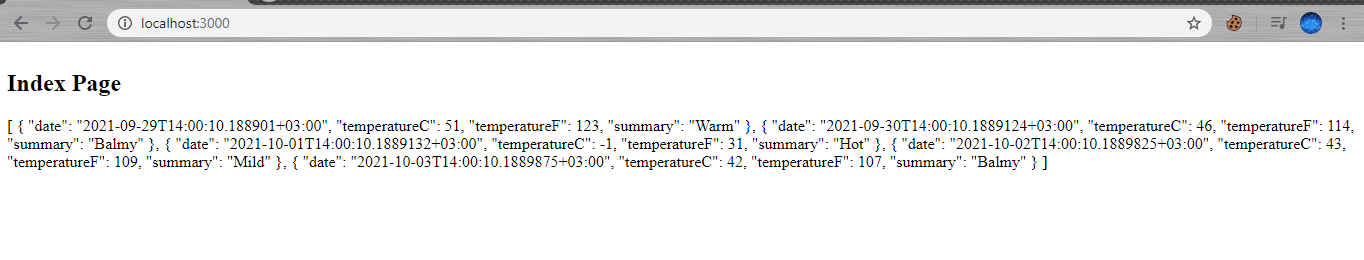 localhost:3000
Index Page
[ { "date": "2021-09-29T14:00:10.188901+03:00", "temperatureC": 51, "temperatureF": 123, "summary": "Warm" }, { "date": "2021-09-30T14:00:10.1889124+03:00", "temperatureC": 46, "temperatureF": 114,
"summary": "Balmy" }, { "date": "2021-10-01T14:00:10.1889132+03:00", "temperatureC": -1, "temperatureF": 31, "summary": "Hot" }, { "date": "2021-10-02T14:00:10.1889825+03:00", "temperatureC": 43,
"temperatureF": 109, "summary": "Mild" }, { "date": "2021-10-03T14:00:10.1889875+03:00", "temperatureC": 42, "temperatureF": 107, "summary": "Balmy" } ]